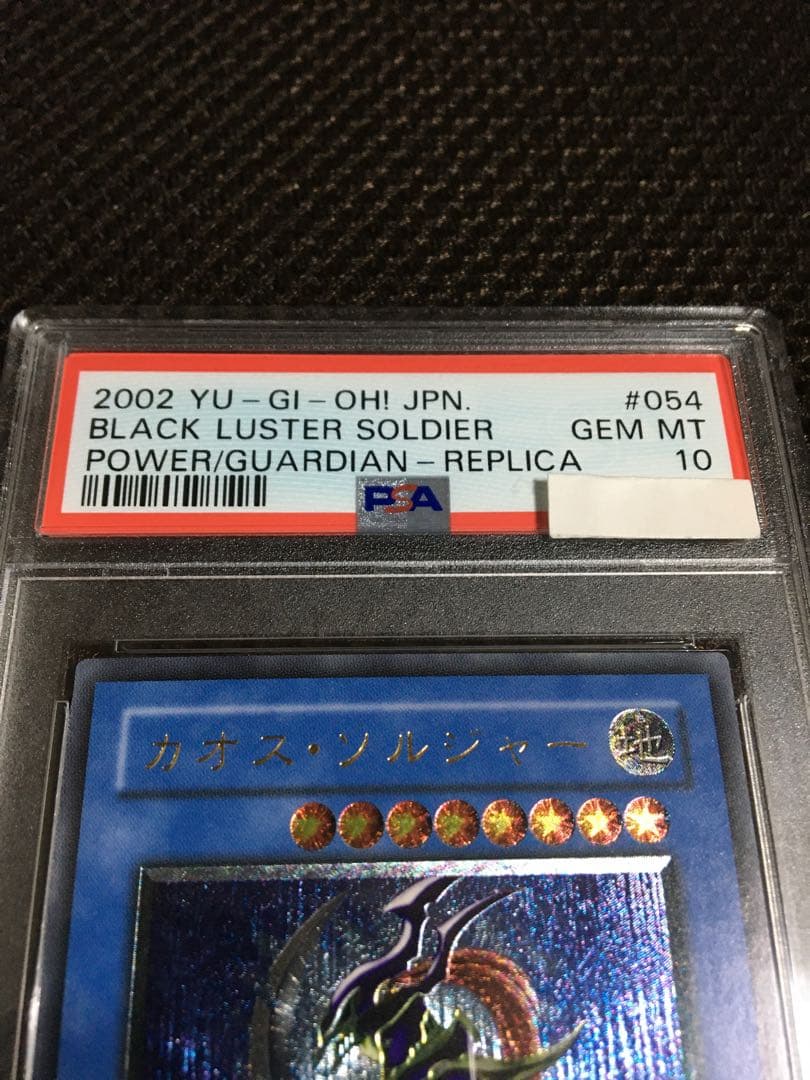 2002 YU-GI-OH! JPN. #054
BLACK LUSTER SOLDIER GEM MT
POWER/GUARDIAN-REPLICA 10
PSA
カオス・ソルジャー 地